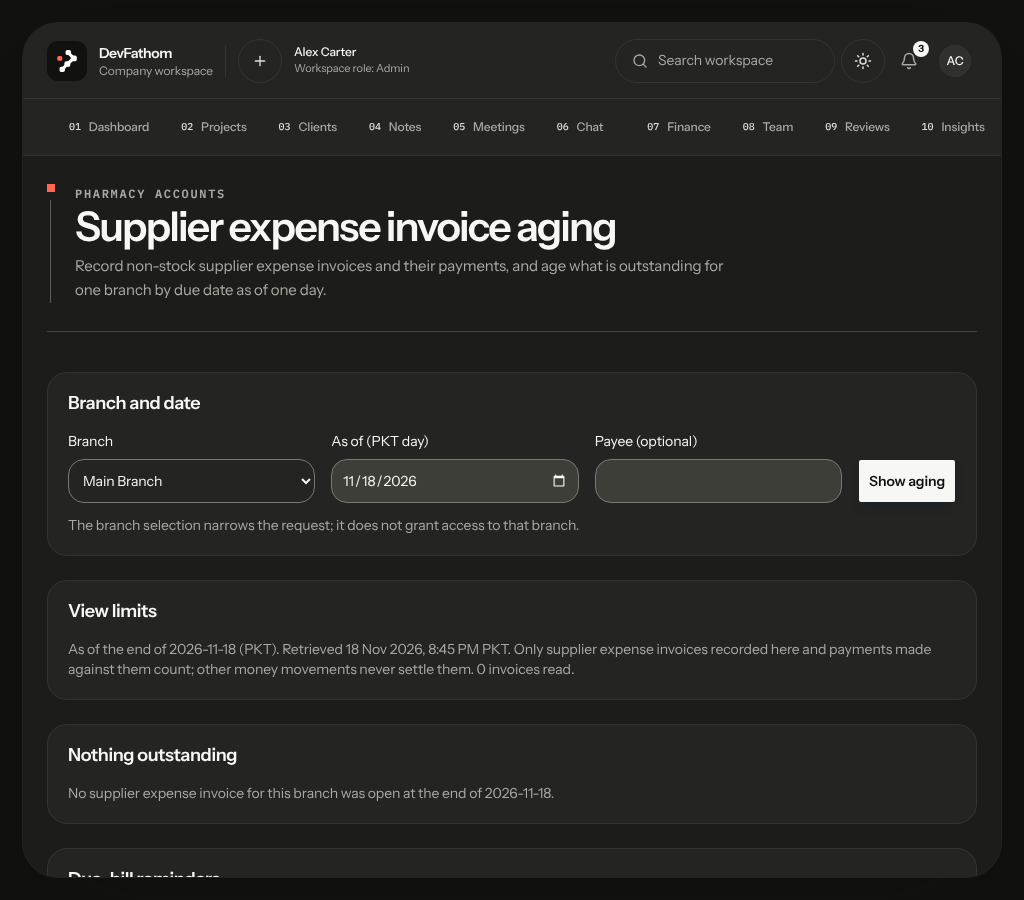 DevFathom
Company workspace
+
Alex Carter
Workspace role: Admin
Search workspace
3
AC
01 Dashboard
02 Projects
03 Clients
04 Notes
05 Meetings
06 Chat
07 Finance
08 Team
09 Reviews
10 Insights
PHARMACY ACCOUNTS
Supplier expense invoice aging
Record non-stock supplier expense invoices and their payments, and age what is outstanding for
one branch by due date as of one day.
Branch and date
Branch
As of (PKT day)
Payee (optional)
Main Branch
11/18/2026
Show aging
The branch selection narrows the request; it does not grant access to that branch.
View limits
As of the end of 2026-11-18 (PKT). Retrieved 18 Nov 2026, 8:45 PM PKT. Only supplier expense invoices recorded here and payments made
against them count; other money movements never settle them. 0 invoices read.
Nothing outstanding
No supplier expense invoice for this branch was open at the end of 2026-11-18.
Due-bill reminders